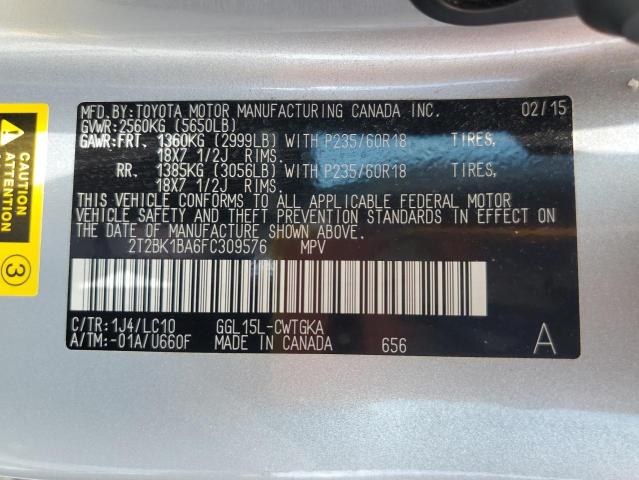 MFD.BY:TOYOTA MOTOR MANUFACTURING CANADA INC. 02/15
GVWR:2560KG (5650LB)
GAWR:FRT. 1360KG (2999LB) WITH P235/60R18 TIRES,
18X7 1/2J RIMS.
RR. 1385KG (3056LB) WITH P235/60R18 TIRES,
18X7 1/2J RIMS.
THIS VEHICLE CONFORMS TO ALL APPLICABLE FEDERAL MOTOR
VEHICLE SAFETY AND THEFT PREVENTION STANDARDS IN EFFECT ON
THE DATE OF MANUFACTURE SHOWN ABOVE.
2T2BK1BA6FC309576 MPV
C/TR:1J4/LC10 GGL15L-CWTGKA
A/TM:-01A/U660F MADE IN CANADA 656 A
CAUTION
ATTENTION
3